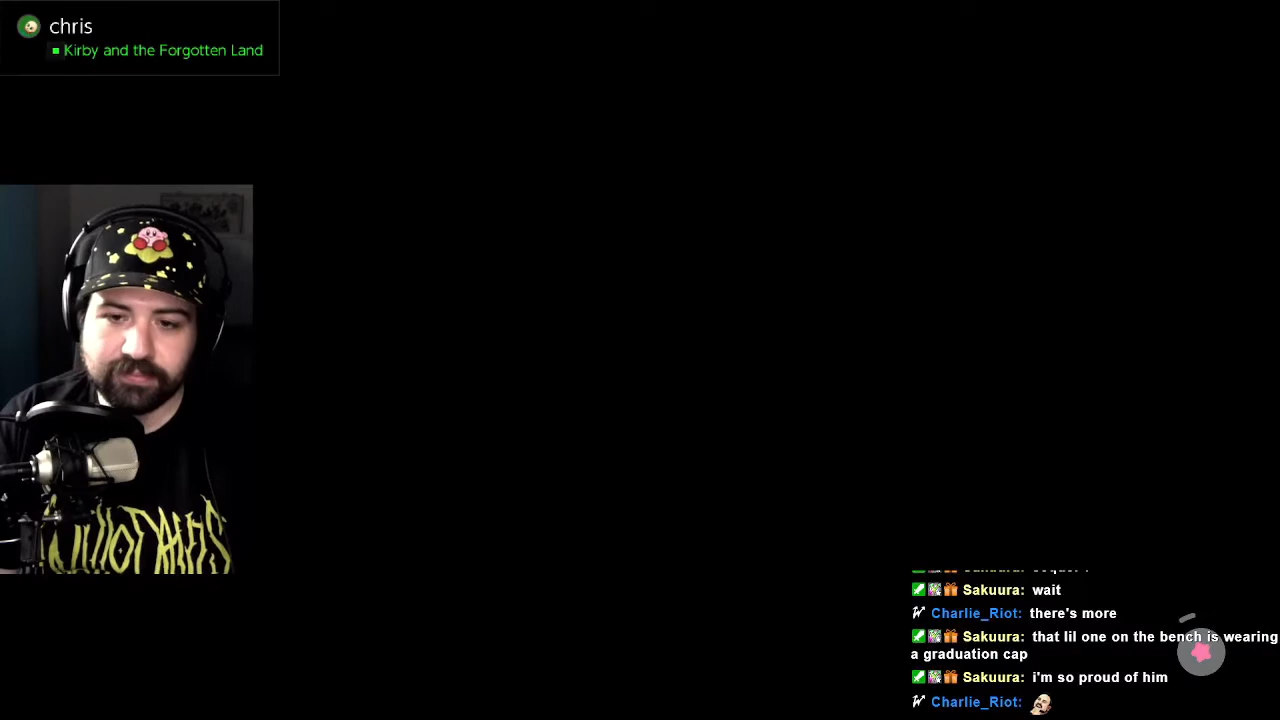 chris
Kirby and the Forgotten Land
Sakuura: wait
Charlie_Riot: there's more
Sakuura: that lil one on the bench is wearing
a graduation cap
Sakuura: i'm so proud of him
Charlie_Riot: